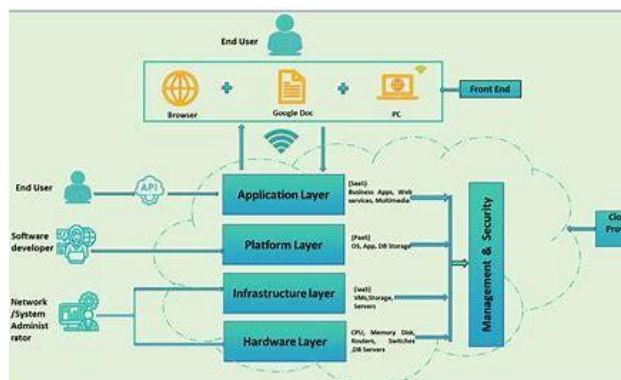 End User
Browser
Google Doc
PC
Front End
End User
API
Application Layer
(SaaS)
Business Apps, Web
services, Multimedia
Software
developer
Platform Layer
(PaaS)
OS, App, DB Storage
Management & Security
Clo
Prov
Network
/System
Administ
rator
Infrastructure layer
(IaaS)
VMs,Storage,
Servers
Hardware Layer
CPU, Memory Disk,
Routers, Switches
,DB Servers